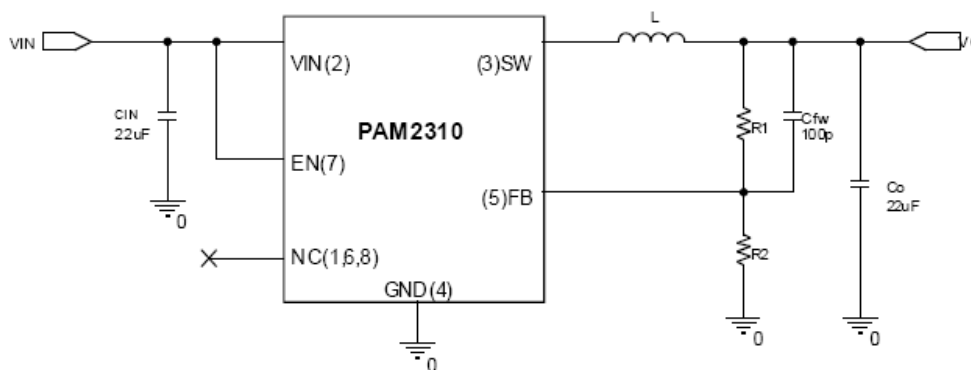 VIN
CIN
22uF
0
VIN(2)
EN(7)
NC(1,6,8)
PAM2310
(3)SW
(5)FB
GND(4)
0
L
R1
R2
0
Cfw
100p
Co
22uF
0